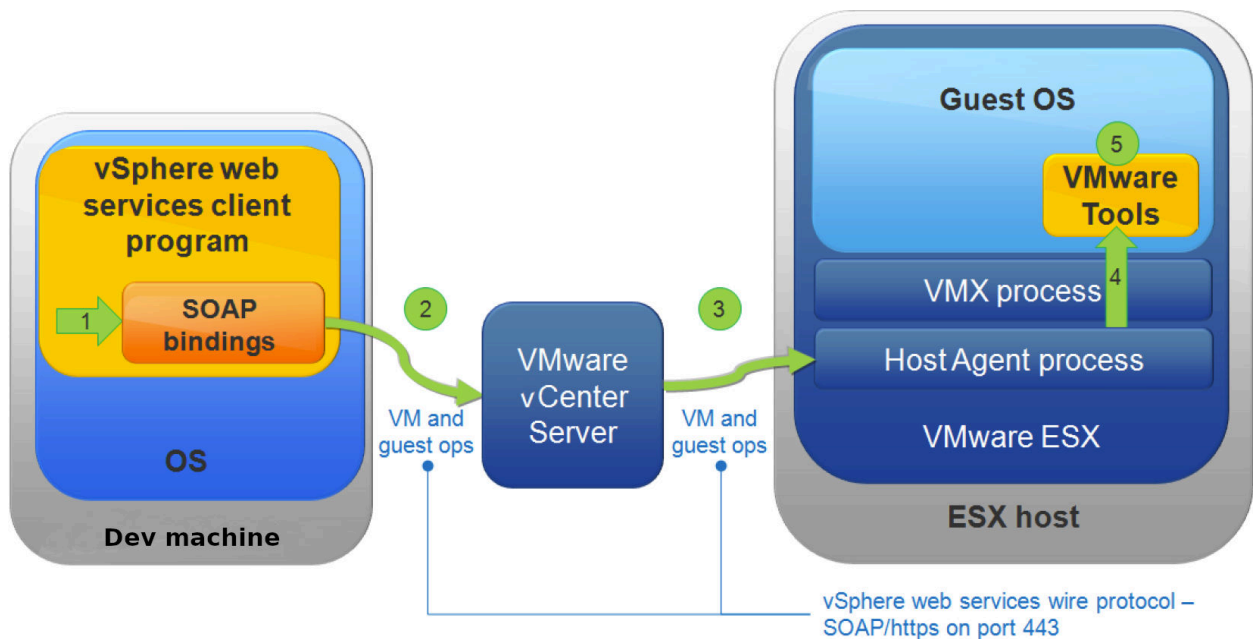 vSphere web
services client
program
1
SOAP
bindings
OS
Dev machine
2
VM and
guest ops
VMware
vCenter
Server
3
VM and
guest ops
Guest OS
5
VMware
Tools
4
VMX process
Host Agent process
VMware ESX
ESX host
vSphere web services wire protocol –
SOAP/https on port 443